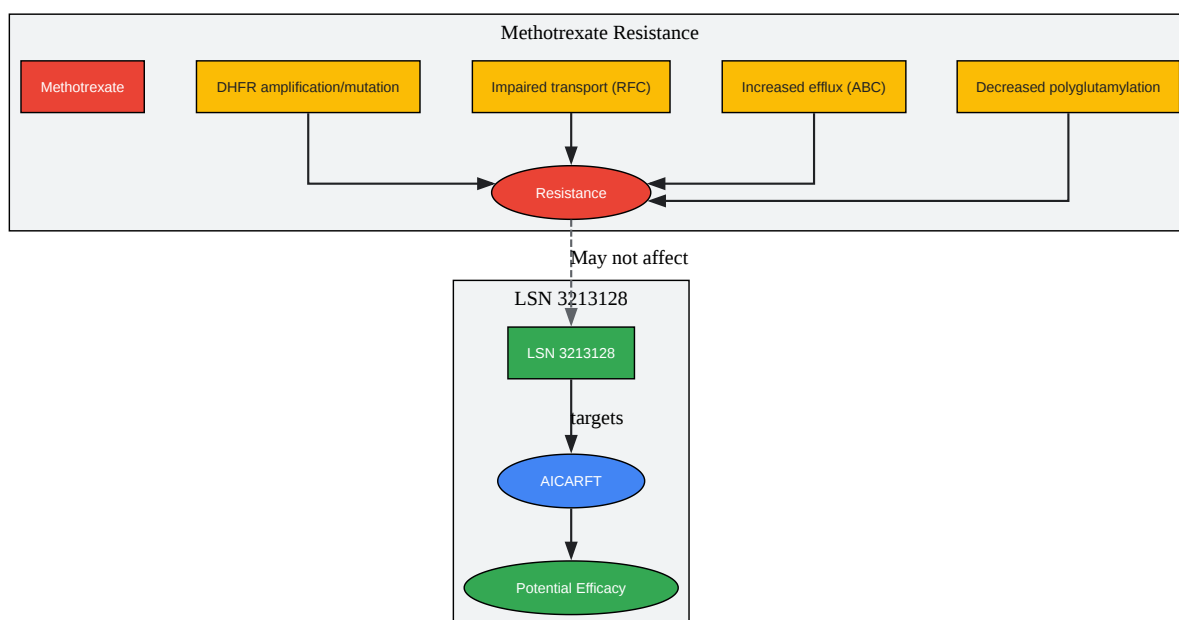 Methotrexate Resistance
Methotrexate
DHFR amplification/mutation
Impaired transport (RFC)
Increased efflux (ABC)
Decreased polyglutamylation
Resistance
May not affect
LSN 3213128
LSN 3213128
targets
AICARFT
Potential Efficacy